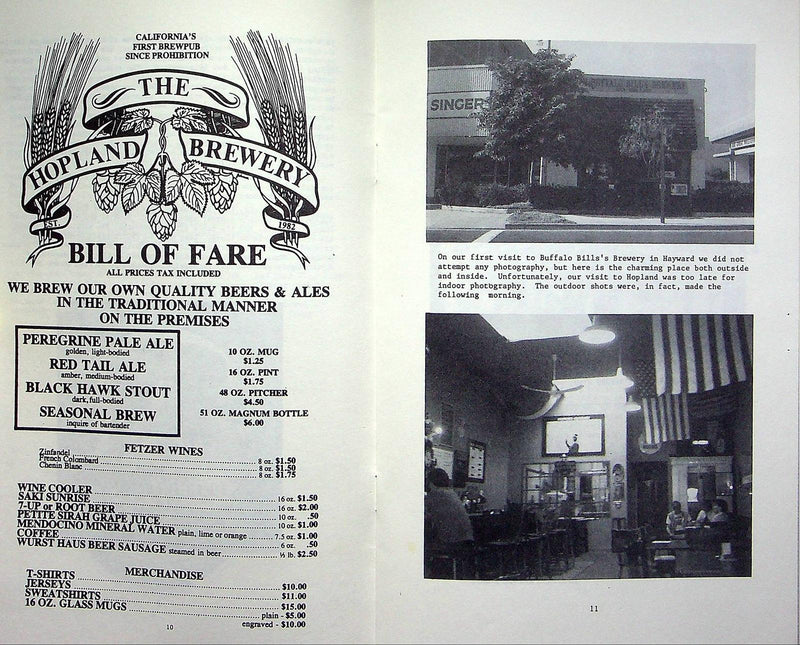 CALIFORNIA'S
FIRST BREWPUB
SINCE PROHIBITION
THE
HOPLAND BREWERY
EST. 1982
BILL OF FARE
ALL PRICES TAX INCLUDED
WE BREW OUR OWN QUALITY BEERS & ALES
IN THE TRADITIONAL MANNER
ON THE PREMISES
PEREGRINE PALE ALE
golden, light-bodied
RED TAIL ALE
amber, medium-bodied
BLACK HAWK STOUT
dark, full-bodied
SEASONAL BREW
inquire of bartender
10 OZ. MUG
$1.25
16 OZ. PINT
$1.75
48 OZ. PITCHER
$4.50
51 OZ. MAGNUM BOTTLE
$6.00
FETZER WINES
Zinfandel 8 oz. $1.50
French Colombard 8 oz. $1.50
Chenin Blanc 8 oz. $1.75
WINE COOLER 16 oz. $1.50
SAKI SUNRISE 16 oz. $2.00
7-UP or ROOT BEER 10 oz. .50
PETITE SIRAH GRAPE JUICE 10 oz. $1.00
MENDOCINO MINERAL WATER plain, lime or orange 7.5 oz. $1.00
COFFEE 6 oz. .50
WURST HAUS BEER SAUSAGE steamed in beer ½ lb. $2.50
MERCHANDISE
T-SHIRTS $10.00
JERSEYS $11.00
SWEATSHIRTS $15.00
16 OZ. GLASS MUGS plain - $5.00
engraved - $10.00
10
SINGER
On our first visit to Buffalo Bills's Brewery in Hayward we did not
attempt any photography, but here is the charming place both outside
and inside. Unfortunately, our visit to Hopland was too late for
indoor photography. The outdoor shots were, in fact, made the
following morning.
11